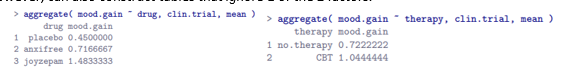 > aggregate( mood.gain ~ drug, clin.trial, mean )
drug mood.gain
1 placebo 0.4500000
2 anxifree 0.7166667
3 joyzepam 1.4833333
> aggregate( mood.gain ~ therapy, clin.trial, mean )
therapy mood.gain
1 no.therapy 0.7222222
2 CBT 1.0444444